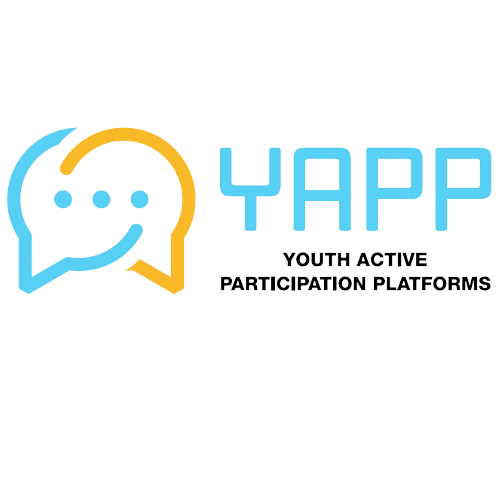 YAPP
YOUTH ACTIVE
PARTICIPATION PLATFORMS